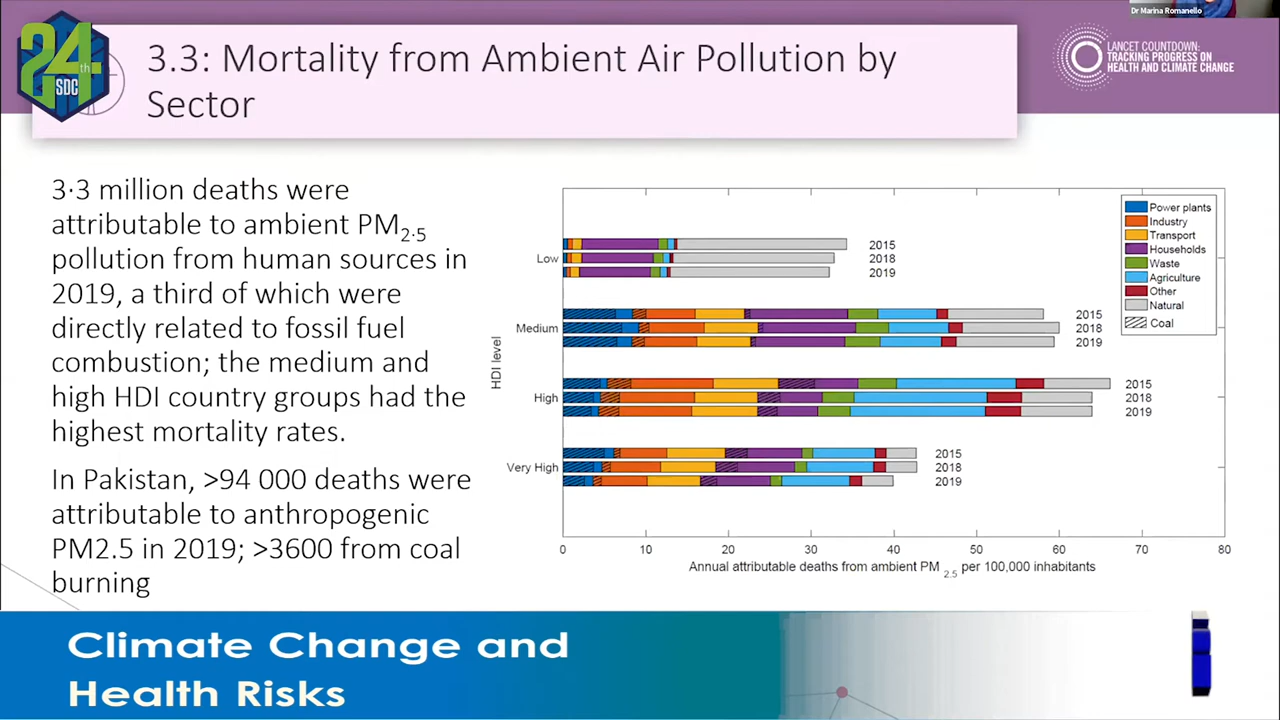 Dr Marina Romanello
24th
SDC
3.3: Mortality from Ambient Air Pollution by
Sector
LANCET COUNTDOWN:
TRACKING PROGRESS ON
HEALTH AND CLIMATE CHANGE
3·3 million deaths were
attributable to ambient PM2·5
pollution from human sources in
2019, a third of which were
directly related to fossil fuel
combustion; the medium and
high HDI country groups had the
highest mortality rates.
In Pakistan, >94 000 deaths were
attributable to anthropogenic
PM2.5 in 2019; >3600 from coal
burning
HDI level
Low
2015
2018
2019
Medium
2015
2018
2019
High
2015
2018
2019
Very High
2015
2018
2019
Power plants
Industry
Transport
Households
Waste
Agriculture
Other
Natural
Coal
0 10 20 30 40 50 60 70 80
Annual attributable deaths from ambient PM 2.5 per 100,000 inhabitants
Climate Change and
Health Risks